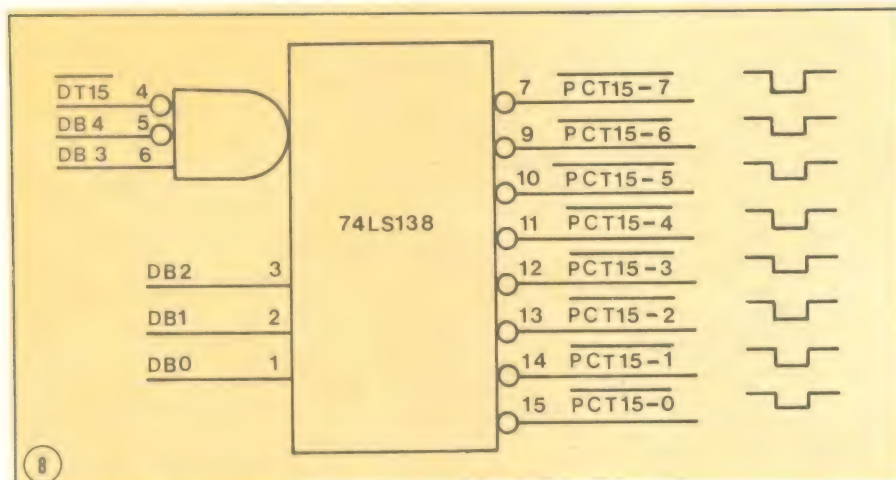 DT15 4
DB4 5
DB3 6
DB2 3
DB1 2
DB0 1
74LS138
7 PCT15-7
9 PCT15-6
10 PCT15-5
11 PCT15-4
12 PCT15-3
13 PCT15-2
14 PCT15-1
15 PCT15-0
8